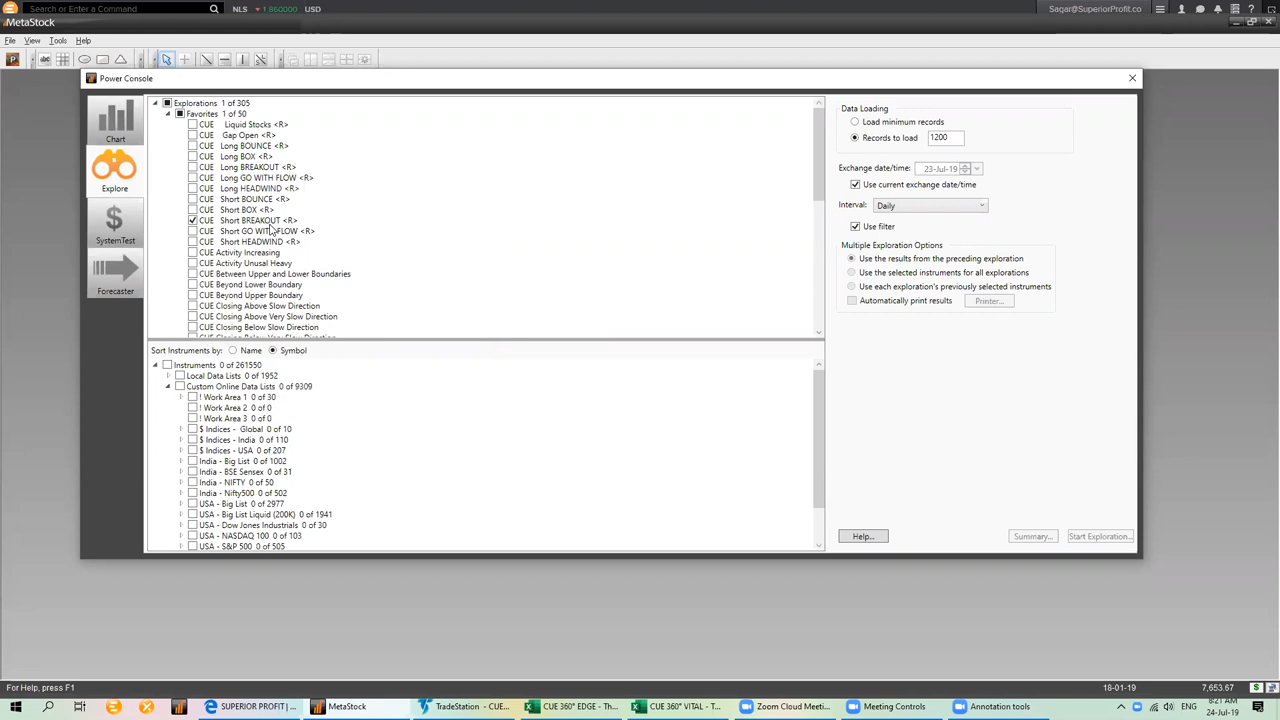 Search or Enter a Command
NLS
1.860000
USD
Sagar@SuperiorProfit.co
MetaStock
File View Tools Help
Power Console
Chart
Explore
SystemTest
Forecaster
Explorations 1 of 305
Favorites 1 of 50
CUE Liquid Stocks <R>
CUE Gap Open <R>
CUE Long BOUNCE <R>
CUE Long BOX <R>
CUE Long BREAKOUT <R>
CUE Long GO WITH FLOW <R>
CUE Long HEADWIND <R>
CUE Short BOUNCE <R>
CUE Short BOX <R>
CUE Short BREAKOUT <R>
CUE Short GO WITH FLOW <R>
CUE Short HEADWIND <R>
CUE Activity Increasing
CUE Activity Unusual Heavy
CUE Between Upper and Lower Boundaries
CUE Beyond Lower Boundary
CUE Beyond Upper Boundary
CUE Closing Above Slow Direction
CUE Closing Above Very Slow Direction
CUE Closing Below Slow Direction
Sort Instruments by: Name Symbol
Instruments 0 of 261550
Local Data Lists 0 of 1952
Custom Online Data Lists 0 of 9309
! Work Area 1 0 of 30
! Work Area 2 0 of 0
! Work Area 3 0 of 0
$ Indices - Global 0 of 10
$ Indices - India 0 of 110
$ Indices - USA 0 of 207
India - Big List 0 of 1002
India - BSE Sensex 0 of 31
India - NIFTY 0 of 50
India - Nifty500 0 of 502
USA - Big List 0 of 2977
USA - Big List Liquid (200K) 0 of 1941
USA - Dow Jones Industrials 0 of 30
USA - NASDAQ 100 0 of 103
USA - S&P 500 0 of 505
Data Loading
Load minimum records
Records to load 1200
Exchange date/time: 23-Jul-19
Use current exchange date/time
Interval: Daily
Use filter
Multiple Exploration Options
Use the results from the preceding exploration
Use the selected instruments for all explorations
Use each exploration's previously selected instruments
Automatically print results Printer...
Help... Summary... Start Exploration...
For Help, press F1
18-01-19 7,653.67
SUPERIOR PROFIT | ...
MetaStock
TradeStation - CUE...
CUE 360° EDGE - Th...
CUE 360° VITAL - T...
Zoom Cloud Meeti...
Meeting Controls
Annotation tools
ENG
8:21 AM
24-Jul-19